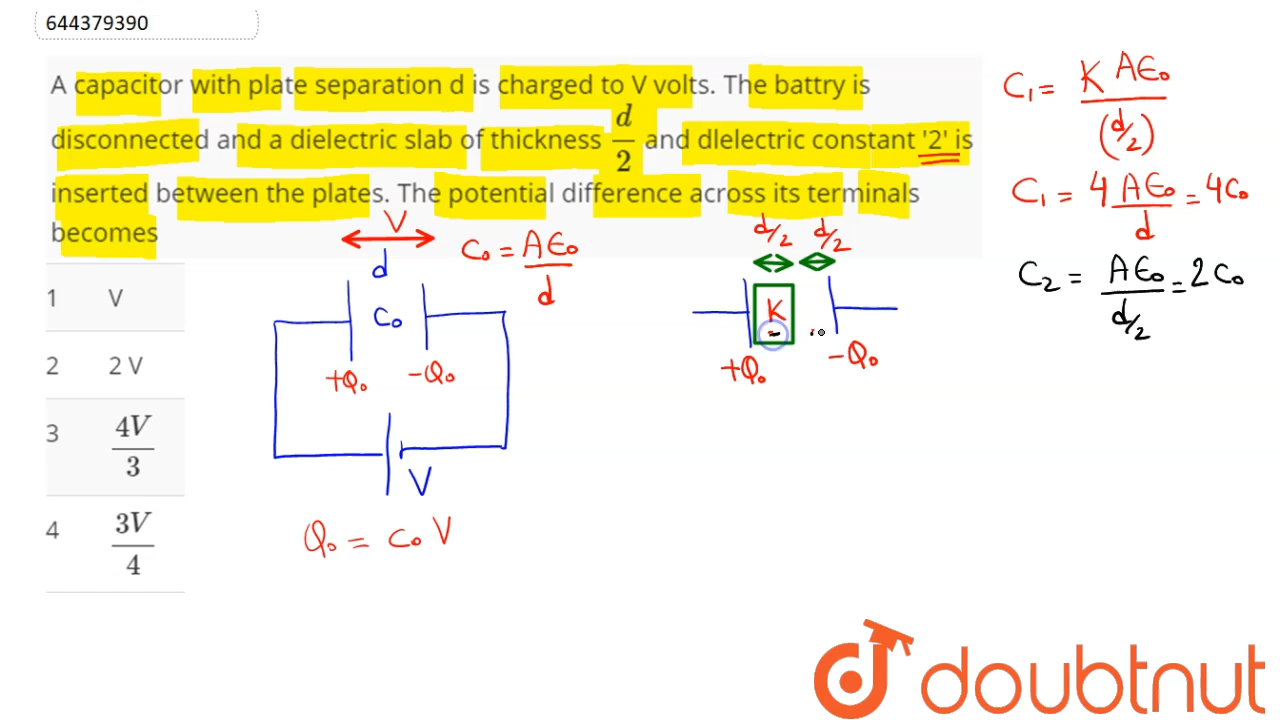 644379390
A capacitor with plate separation d is charged to V volts. The battry is
disconnected and a dielectric slab of thickness d/2 and dlelectric constant '2' is
inserted between the plates. The potential difference across its terminals
becomes
1 V
2 2 V
3 4V/3
4 3V/4
V
d
C₀ = Aϵ₀/d
C₀
+Q₀ -Q₀
V
Q₀ = C₀ V
d/2 d/2
K
+Q₀ -Q₀
C₁ = K Aϵ₀/(d/2)
C₁ = 4 Aϵ₀/d = 4C₀
C₂ = Aϵ₀/d/2 = 2C₀
doubtnut